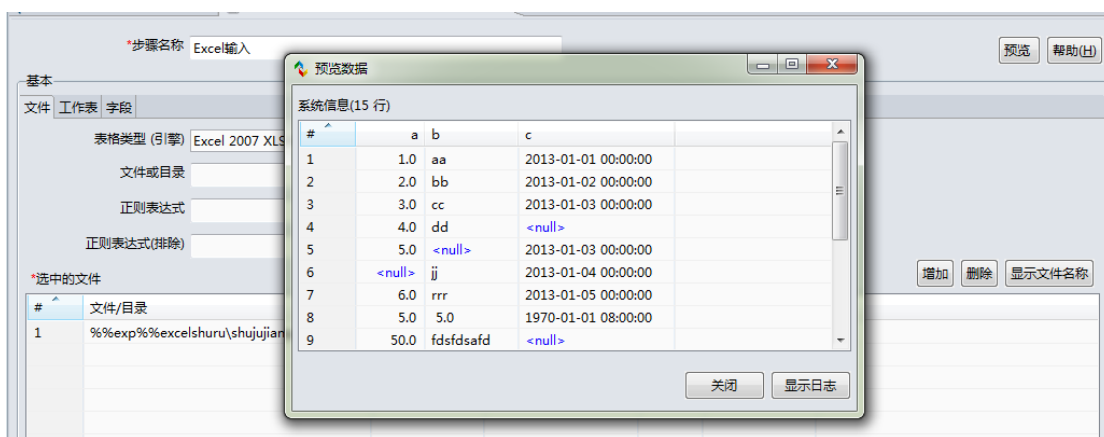 *步骤名称 Excel输入
预览 帮助(H)
基本
文件 工作表 字段
表格类型 (引擎) Excel 2007 XLS
文件或目录
正则表达式
正则表达式(排除)
*选中的文件
增加 删除 显示文件名称
# 文件/目录
1 %%exp%%excelshuru\shujujian
预览数据
系统信息(15 行)
# a b c
1 1.0 aa 2013-01-01 00:00:00
2 2.0 bb 2013-01-02 00:00:00
3 3.0 cc 2013-01-03 00:00:00
4 4.0 dd <null>
5 5.0 <null> 2013-01-03 00:00:00
6 <null> jj 2013-01-04 00:00:00
7 6.0 rrr 2013-01-05 00:00:00
8 5.0 5.0 1970-01-01 08:00:00
9 50.0 fdsfdsafd <null>
关闭 显示日志